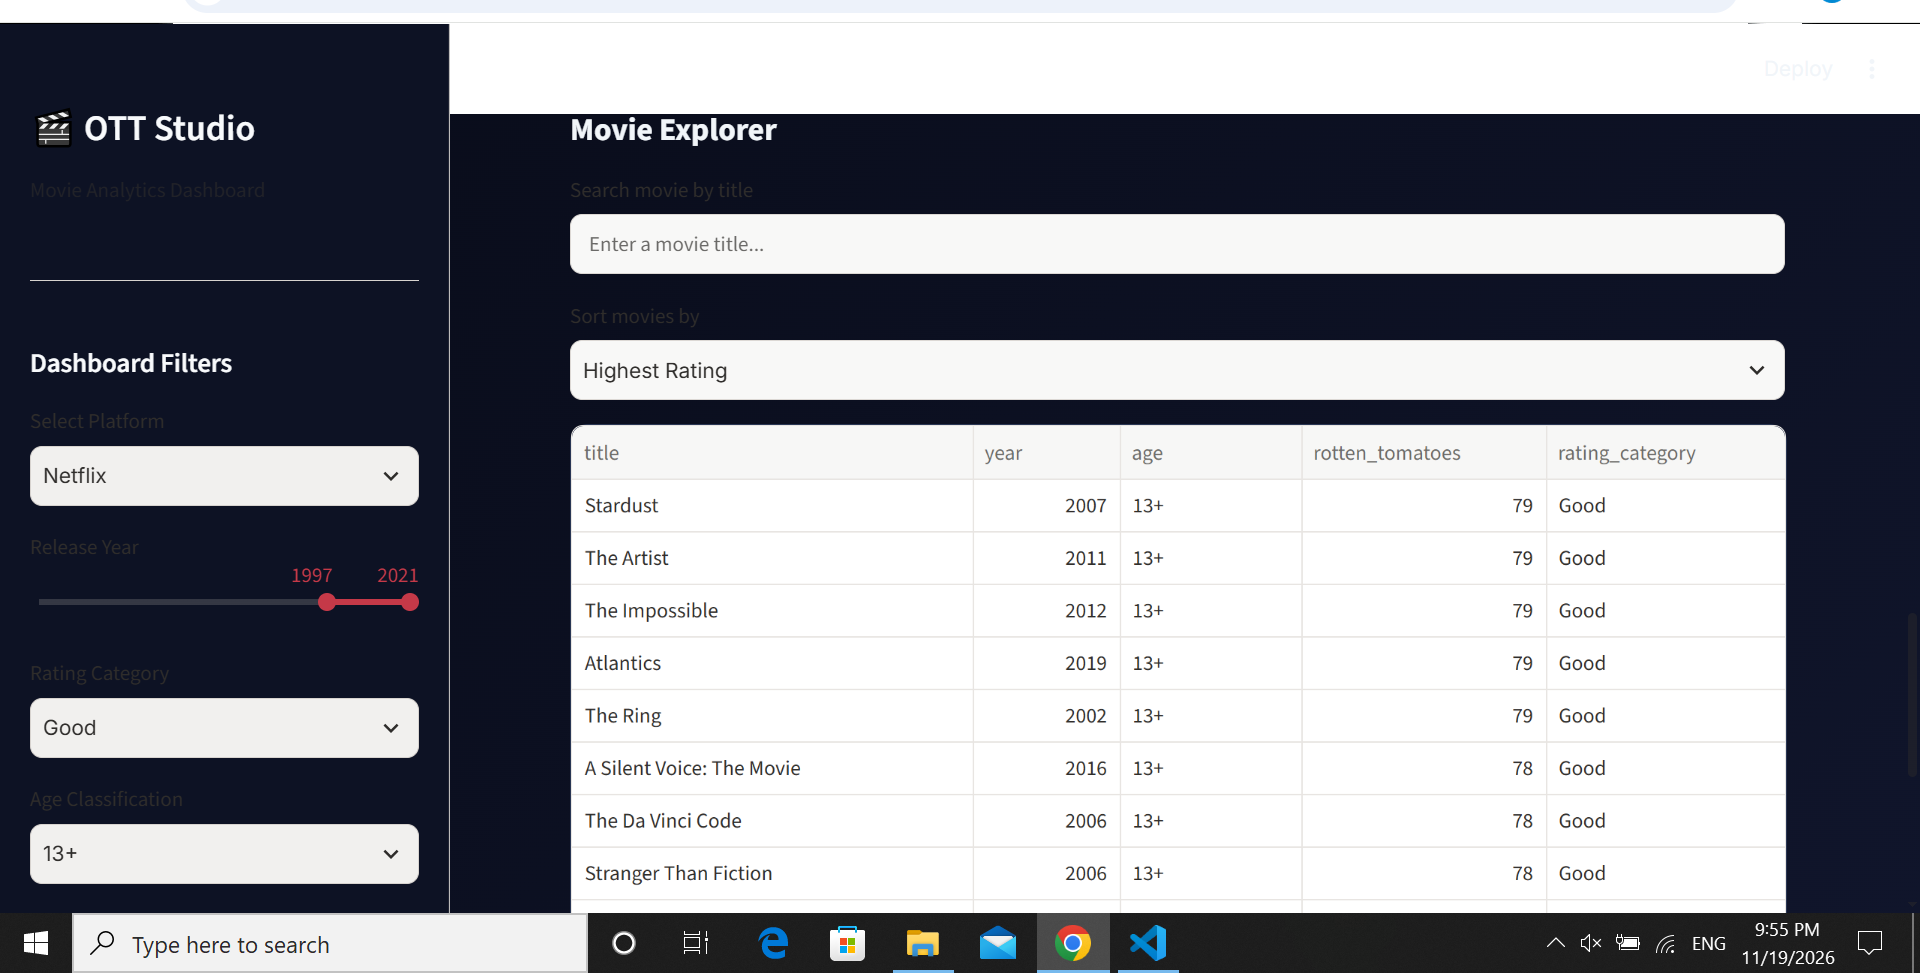 Deploy
OTT Studio
Movie Analytics Dashboard
Dashboard Filters
Select Platform
Netflix
Release Year
1997 2021
Rating Category
Good
Age Classification
13+
Movie Explorer
Search movie by title
Enter a movie title...
Sort movies by
Highest Rating
title year age rotten_tomatoes rating_category
Stardust 2007 13+ 79 Good
The Artist 2011 13+ 79 Good
The Impossible 2012 13+ 79 Good
Atlantics 2019 13+ 79 Good
The Ring 2002 13+ 79 Good
A Silent Voice: The Movie 2016 13+ 78 Good
The Da Vinci Code 2006 13+ 78 Good
Stranger Than Fiction 2006 13+ 78 Good
Type here to search
ENG
9:55 PM
11/19/2026